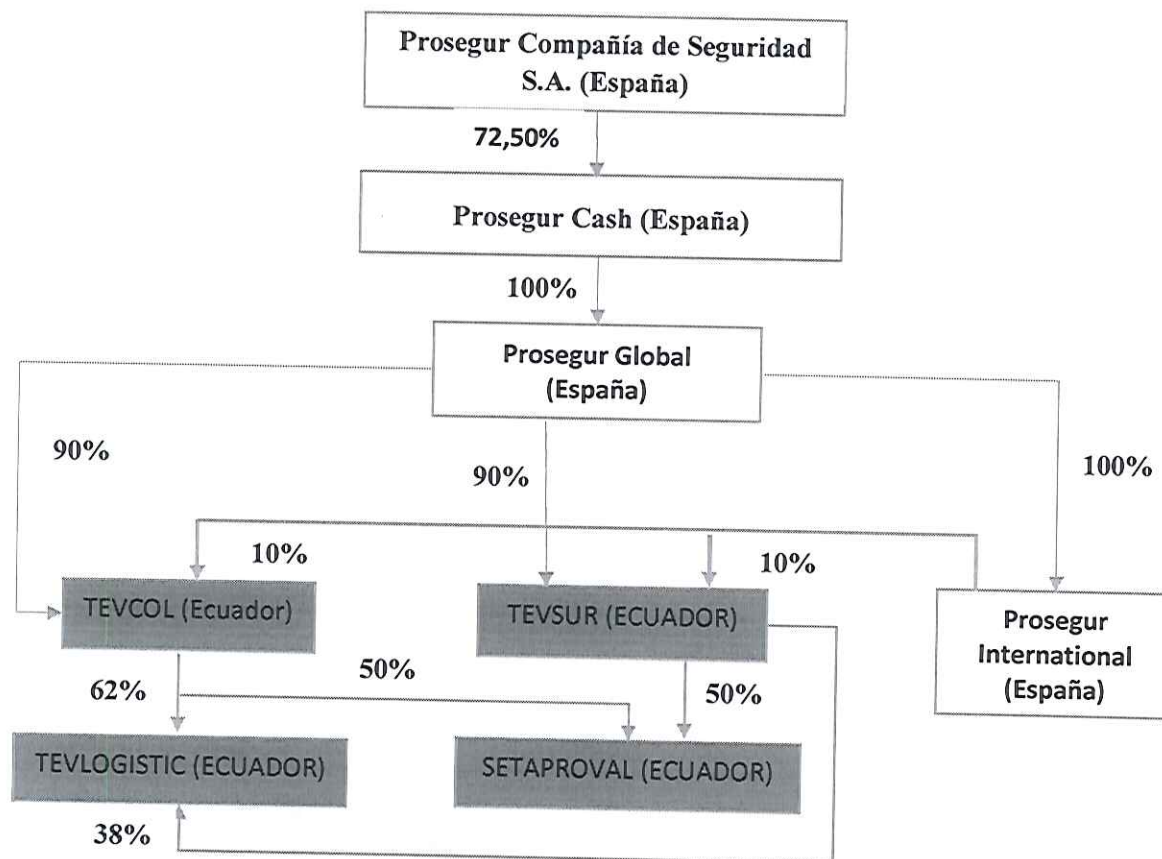 Prosegur Compañía de Seguridad
S.A. (España)
72,50%
Prosegur Cash (España)
100%
Prosegur Global
(España)
90%
90%
100%
10%
10%
TEVCOL (Ecuador)
TEVSUR (ECUADOR)
Prosegur
International
(España)
62%
50%
50%
TEVLOGISTIC (ECUADOR)
SETAPROVAL (ECUADOR)
38%